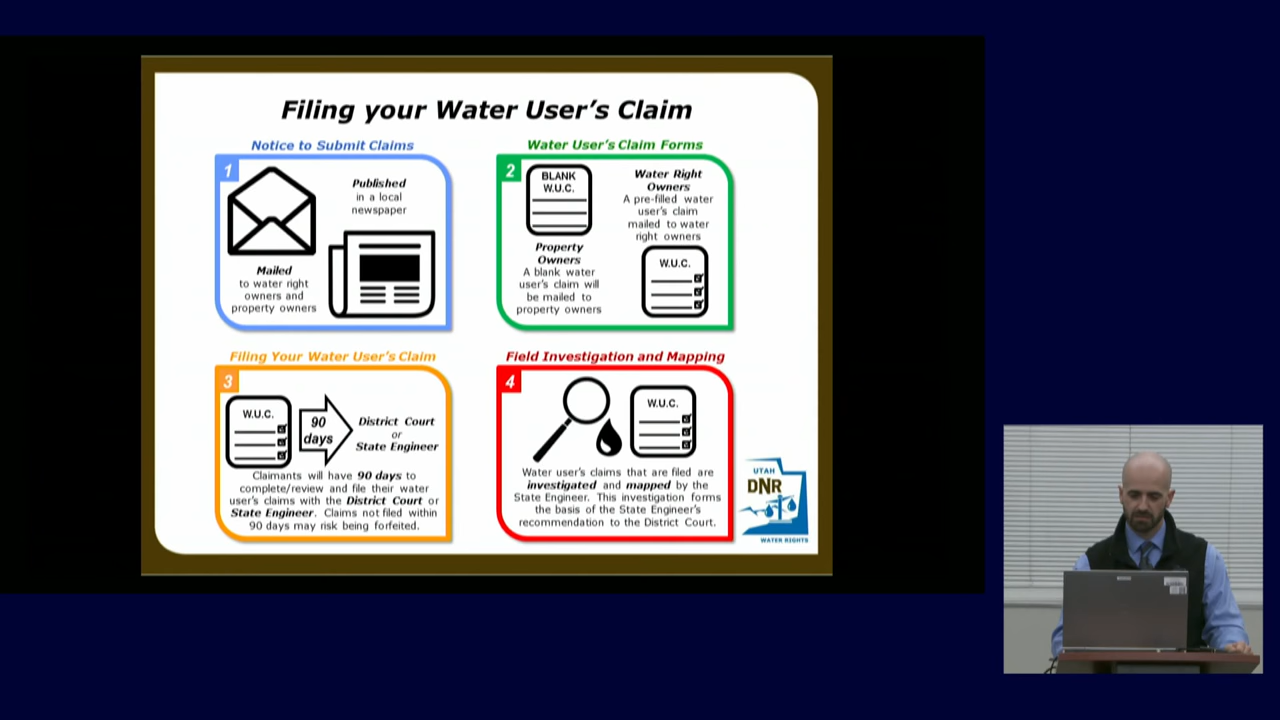 Filing your Water User's Claim
Notice to Submit Claims
1
Published
in a local
newspaper
Mailed
to water right
owners and
property owners
Water User's Claim Forms
2
BLANK
W.U.C.
Water Right
Owners
A pre-filled water
user's claim
mailed to water
right owners
Property
Owners
A blank water
user's claim will
be mailed to
property owners
W.U.C.
Filing Your Water User's Claim
3
W.U.C.
90
days
District Court
or
State Engineer
Claimants will have 90 days to
complete/review and file their water
user's claims with the District Court or
State Engineer. Claims not filed within
90 days may risk being forfeited.
Field Investigation and Mapping
4
W.U.C.
Water user's claims that are filed are
investigated and mapped by the
State Engineer. This investigation forms
the basis of the State Engineer's
recommendation to the District Court.
UTAH
DNR
WATER RIGHTS